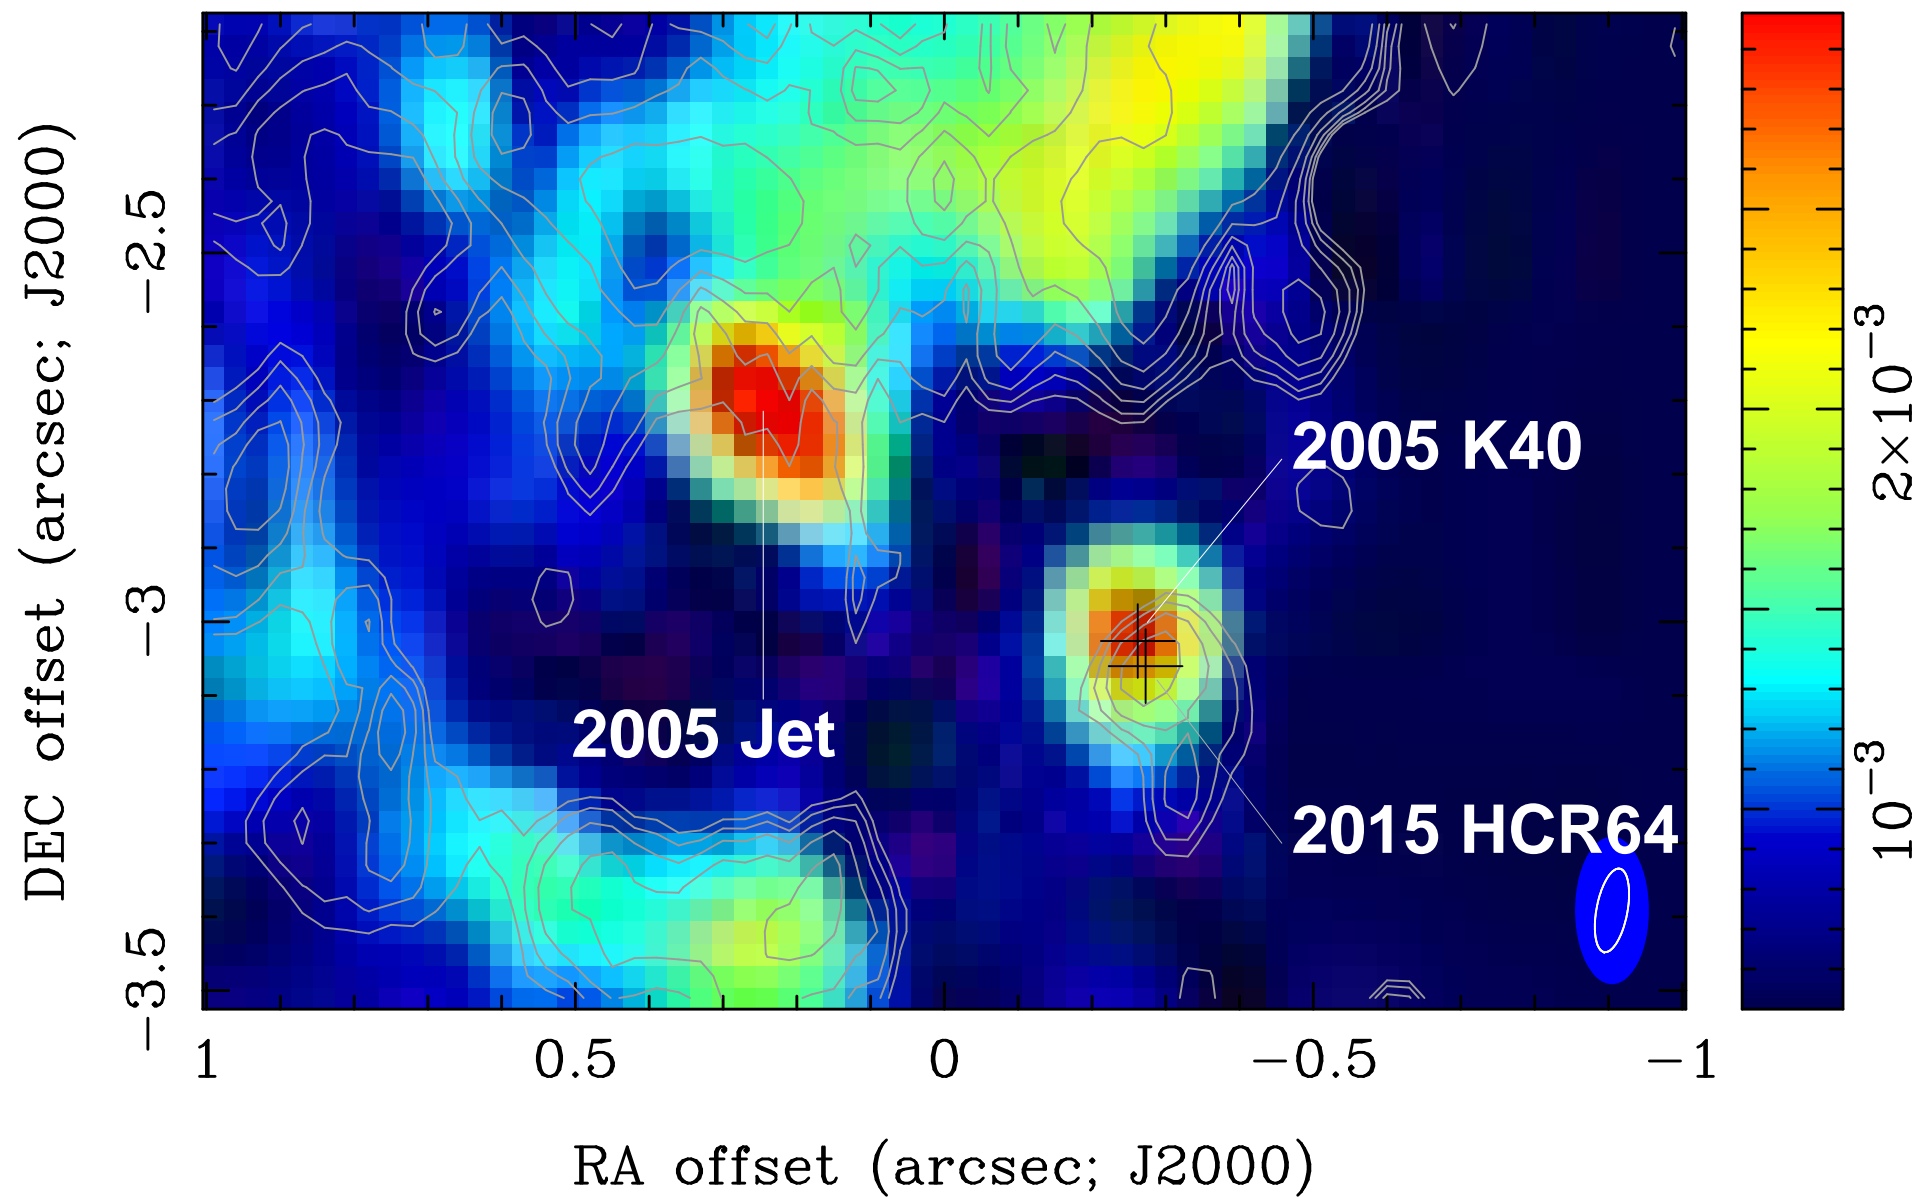 DEC offset (arcsec; J2000)
−2.5
−3
−3.5
2005 K40
2005 Jet
2015 HCR64
2×10−3
10−3
1 0.5 0 −0.5 −1
RA offset (arcsec; J2000)